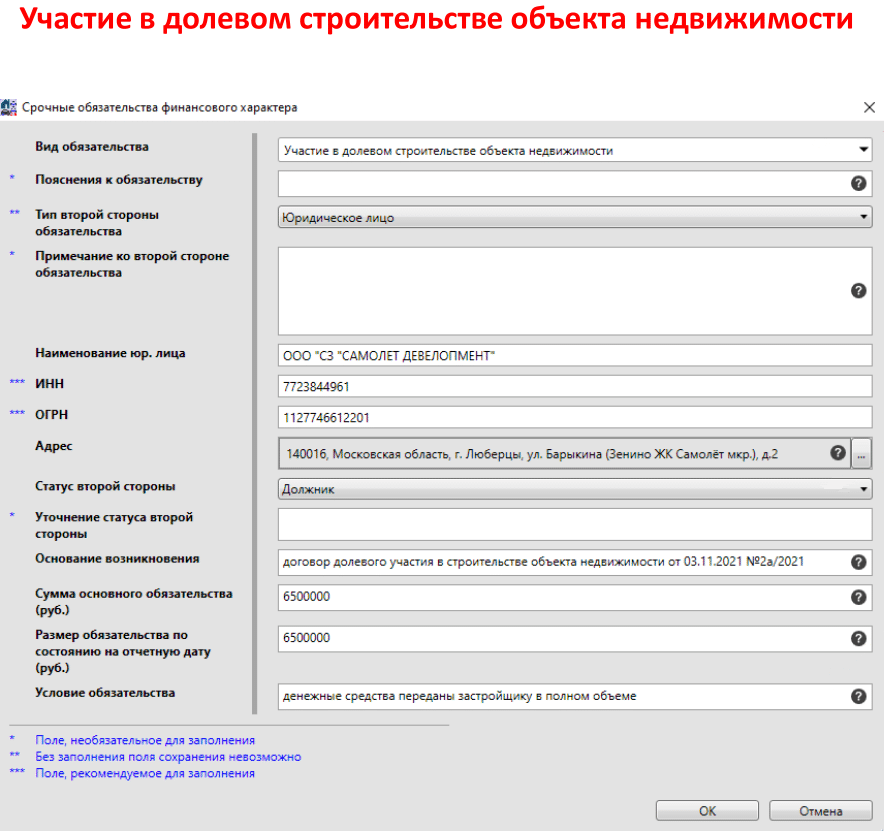 Участие в долевом строительстве объекта недвижимости
Срочные обязательства финансового характера
Вид обязательства
Участие в долевом строительстве объекта недвижимости
* Пояснения к обязательству
** Тип второй стороны
обязательства
Юридическое лицо
* Примечание ко второй стороне
обязательства
Наименование юр. лица
ООО "СЗ "САМОЛЕТ ДЕВЕЛОПМЕНТ"
*** ИНН
7723844961
*** ОГРН
1127746612201
Адрес
140016, Московская область, г. Люберцы, ул. Барыкина (Зенино ЖК Самолёт мкр.), д.2
...
Статус второй стороны
Должник
* Уточнение статуса второй
стороны
Основание возникновения
договор долевого участия в строительстве объекта недвижимости от 03.11.2021 №2а/2021
Сумма основного обязательства
(руб.)
6500000
Размер обязательства по
состоянию на отчетную дату
(руб.)
6500000
Условие обязательства
денежные средства переданы застройщику в полном объеме
* Поле, необязательное для заполнения
** Без заполнения поля сохранения невозможно
*** Поле, рекомендуемое для заполнения
ОК
Отмена